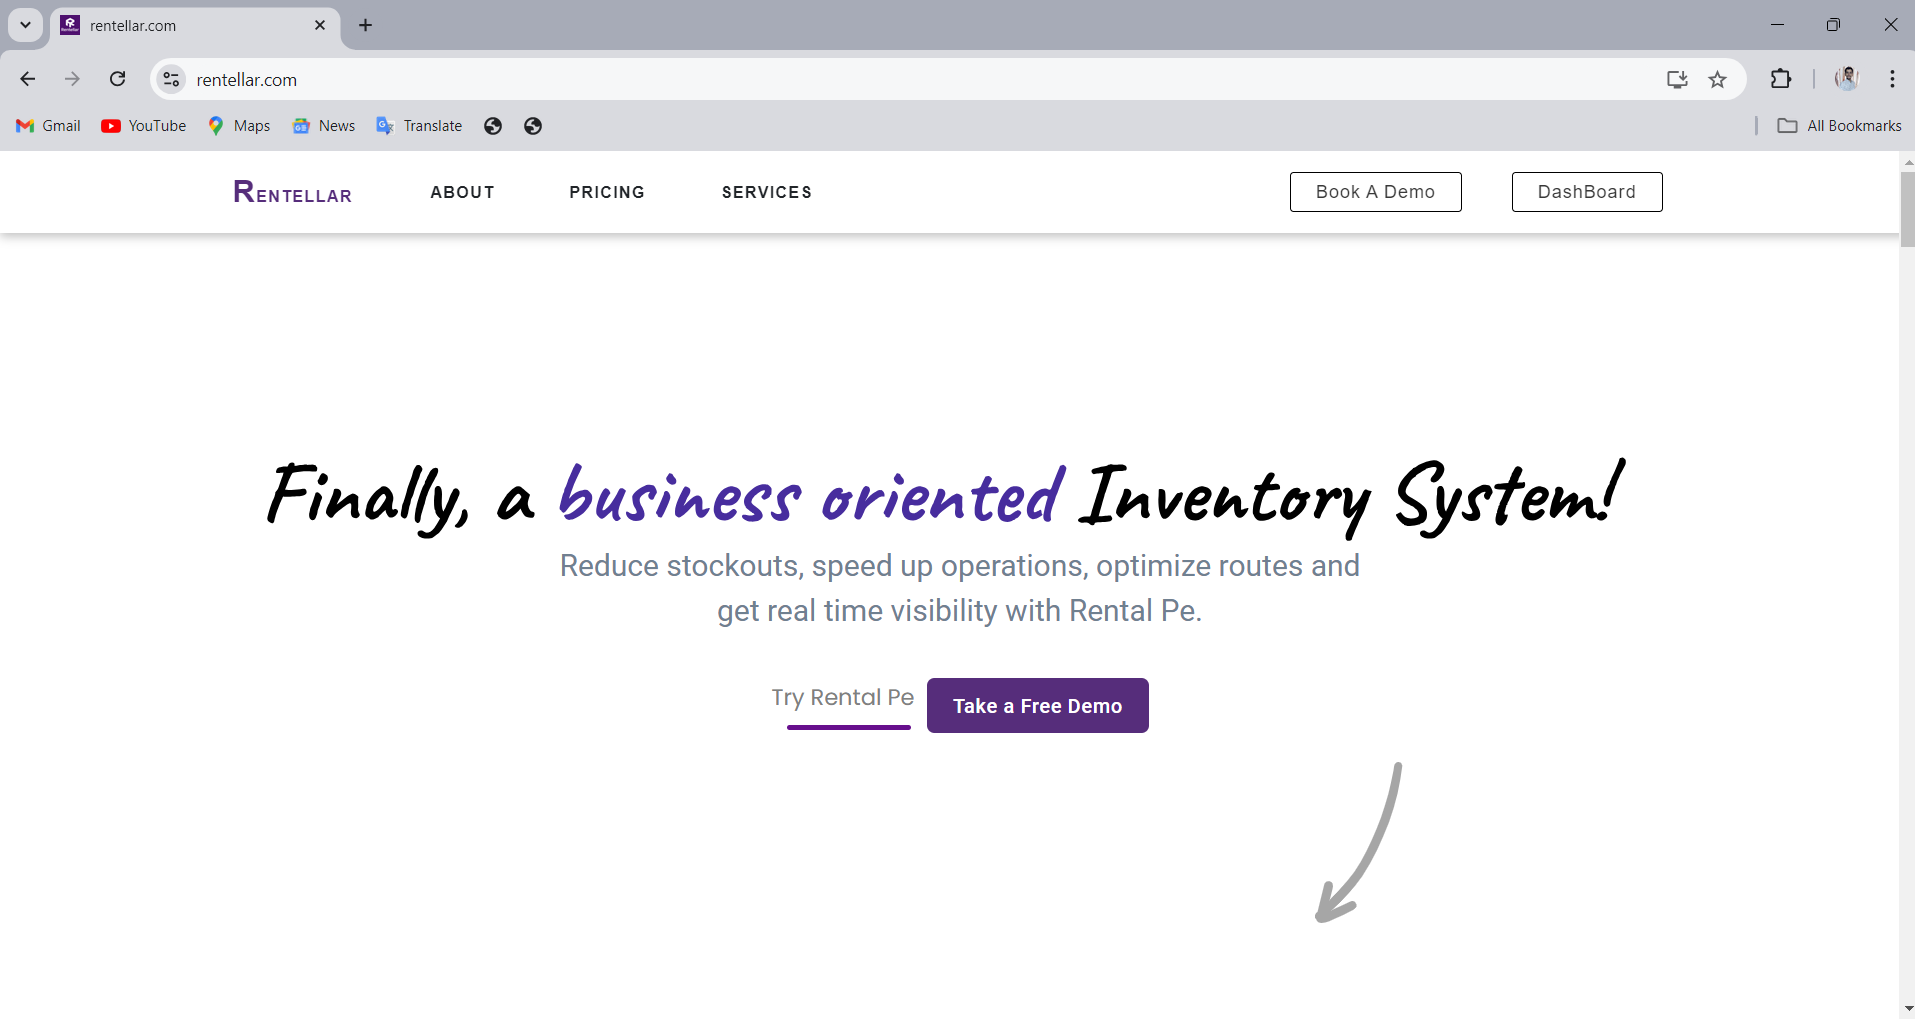 rentellar.com
rentellar.com
Gmail YouTube Maps News Translate All Bookmarks
RENTELLAR ABOUT PRICING SERVICES Book A Demo DashBoard
Finally, a business oriented Inventory System!
Reduce stockouts, speed up operations, optimize routes and
get real time visibility with Rental Pe.
Try Rental Pe Take a Free Demo